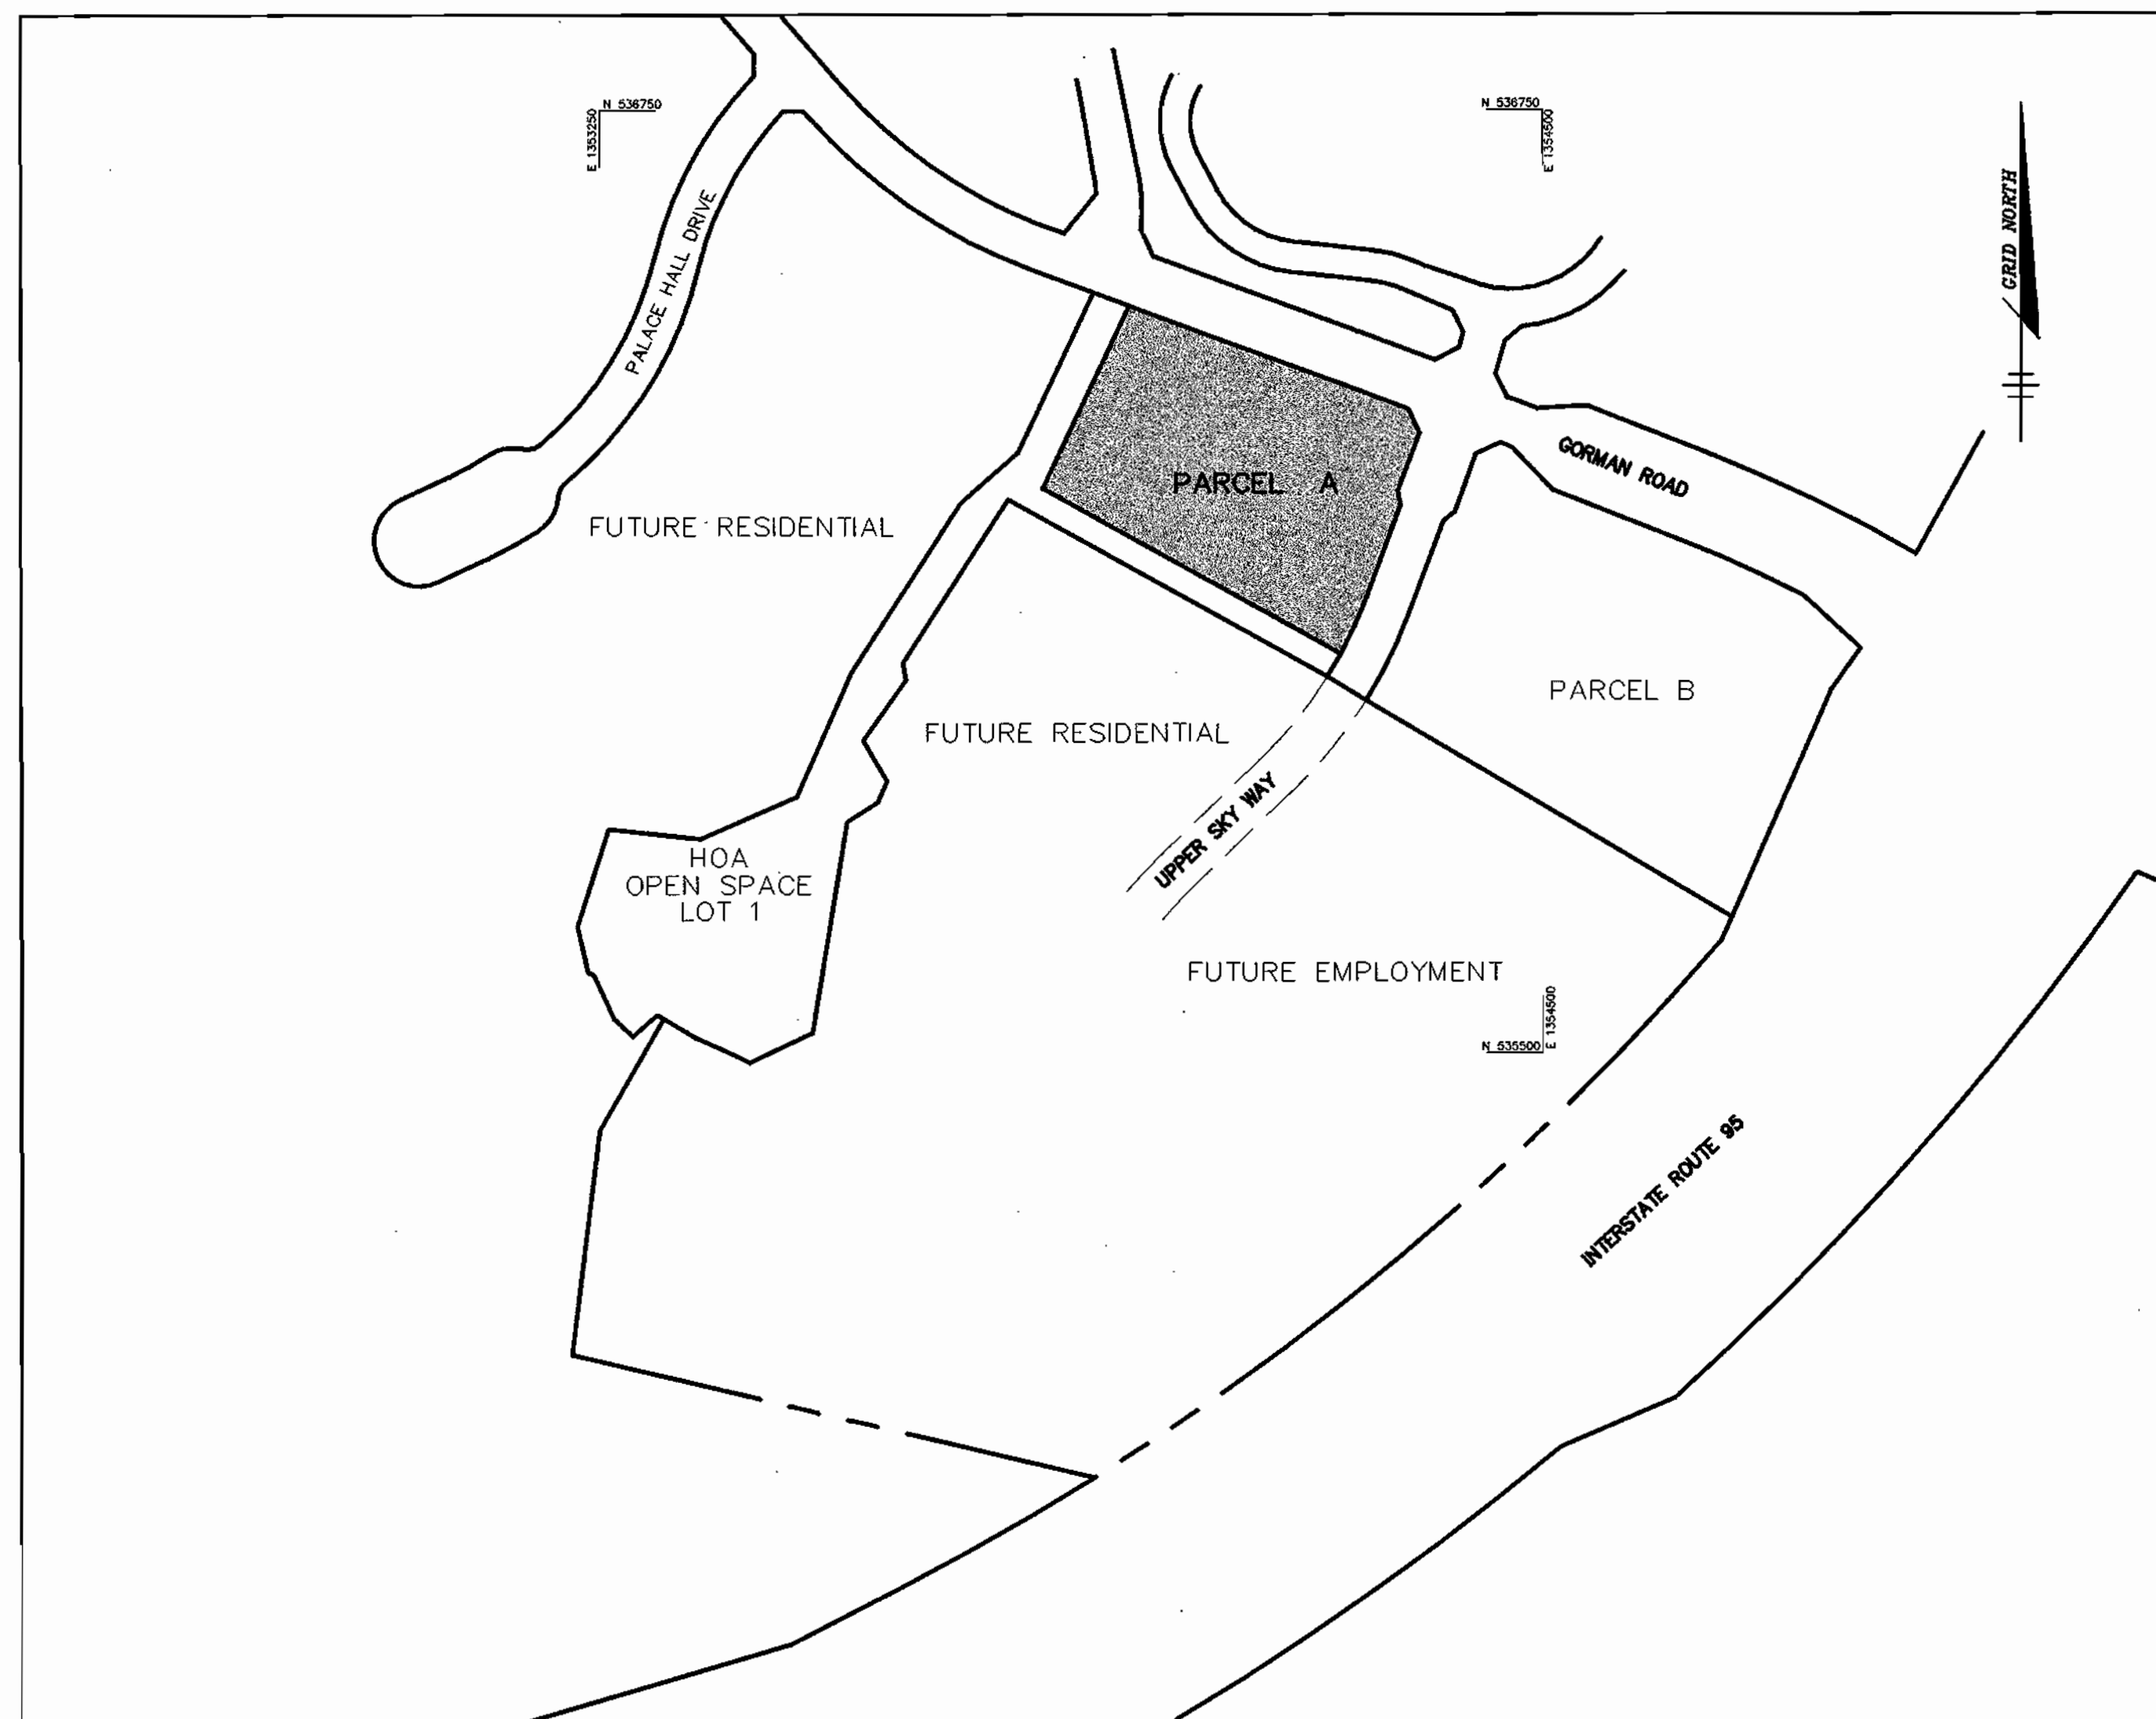 N 536750
E 1353250
N 536750
E 1354500
GRID NORTH
PALACE HALL DRIVE
GORMAN ROAD
PARCEL A
FUTURE RESIDENTIAL
PARCEL B
FUTURE RESIDENTIAL
UPPER SKY WAY
HOA
OPEN SPACE
LOT 1
FUTURE EMPLOYMENT
N 535500
E 1354500
INTERSTATE ROUTE 95